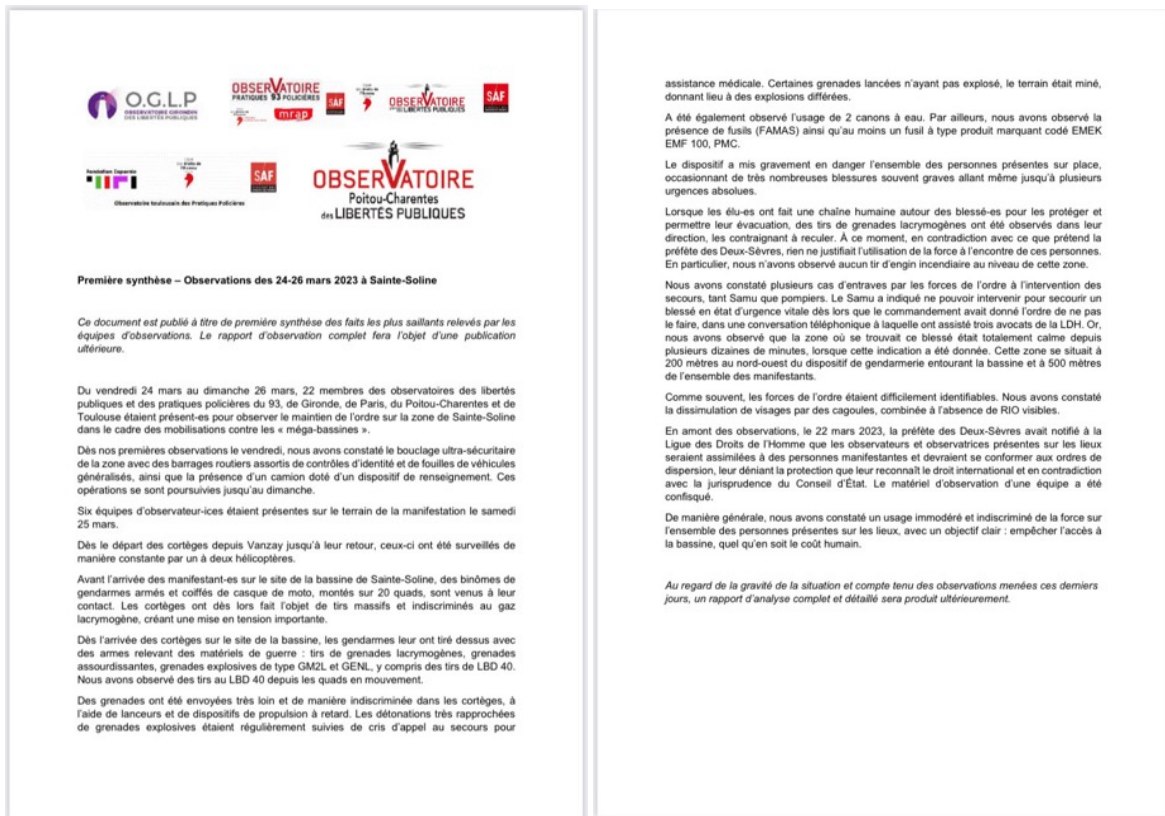 O.G.L.P
OBSERVATOIRE GIRONDIN
DES LIBERTÉS PUBLIQUES
OBSERVATOIRE
PRATIQUES 93 POLICIÈRES
SAF
mrap
OBSERVATOIRE
DES LIBERTÉS PUBLIQUES
SAF
Fondation Copernic
SAF
Observatoire toulousain des Pratiques Policières
OBSERVATOIRE
Poitou-Charentes
des LIBERTÉS PUBLIQUES
Première synthèse – Observations des 24-26 mars 2023 à Sainte-Soline
Ce document est publié à titre de première synthèse des faits les plus saillants relevés par les
équipes d'observations. Le rapport d'observation complet fera l'objet d'une publication
ultérieure.
Du vendredi 24 mars au dimanche 26 mars, 22 membres des observatoires des libertés
publiques et des pratiques policières du 93, de Gironde, de Paris, du Poitou-Charentes et de
Toulouse étaient présent-es pour observer le maintien de l'ordre sur la zone de Sainte-Soline
dans le cadre des mobilisations contre les « méga-bassines ».
Dès nos premières observations le vendredi, nous avons constaté le bouclage ultra-sécuritaire
de la zone avec des barrages routiers assortis de contrôles d'identité et de fouilles de véhicules
généralisés, ainsi que la présence d'un camion doté d'un dispositif de renseignement. Ces
opérations se sont poursuivies jusqu'au dimanche.
Six équipes d'observateur-ices étaient présentes sur le terrain de la manifestation le samedi
25 mars.
Dès le départ des cortèges depuis Vanzay jusqu'à leur retour, ceux-ci ont été surveillés de
manière constante par un à deux hélicoptères.
Avant l'arrivée des manifestant-es sur le site de la bassine de Sainte-Soline, des binômes de
gendarmes armés et coiffés de casque de moto, montés sur 20 quads, sont venus à leur
contact. Les cortèges ont dès lors fait l'objet de tirs massifs et indiscriminés au gaz
lacrymogène, créant une mise en tension importante.
Dès l'arrivée des cortèges sur le site de la bassine, les gendarmes leur ont tiré dessus avec
des armes relevant des matériels de guerre : tirs de grenades lacrymogènes, grenades
assourdissantes, grenades explosives de type GM2L et GENL, y compris des tirs de LBD 40.
Nous avons observé des tirs au LBD 40 depuis les quads en mouvement.
Des grenades ont été envoyées très loin et de manière indiscriminée dans les cortèges, à
l'aide de lanceurs et de dispositifs de propulsion à retard. Les détonations très rapprochées
de grenades explosives étaient régulièrement suivies de cris d'appel au secours pour
assistance médicale. Certaines grenades lancées n'ayant pas explosé, le terrain était miné,
donnant lieu à des explosions différées.
A été également observé l'usage de 2 canons à eau. Par ailleurs, nous avons observé la
présence de fusils (FAMAS) ainsi qu'au moins un fusil à type produit marquant codé EMEK
EMF 100, PMC.
Le dispositif a mis gravement en danger l'ensemble des personnes présentes sur place,
occasionnant de très nombreuses blessures souvent graves allant même jusqu'à plusieurs
urgences absolues.
Lorsque les élu-es ont fait une chaîne humaine autour des blessé-es pour les protéger et
permettre leur évacuation, des tirs de grenades lacrymogènes ont été observés dans leur
direction, les contraignant à reculer. À ce moment, en contradiction avec ce que prétend la
préfète des Deux-Sèvres, rien ne justifiait l'utilisation de la force à l'encontre de ces personnes.
En particulier, nous n'avons observé aucun tir d'engin incendiaire au niveau de cette zone.
Nous avons constaté plusieurs cas d'entraves par les forces de l'ordre à l'intervention des
secours, tant Samu que pompiers. Le Samu a indiqué ne pouvoir intervenir pour secourir un
blessé en état d'urgence vitale dès lors que le commandement avait donné l'ordre de ne pas
le faire, dans une conversation téléphonique à laquelle ont assisté trois avocats de la LDH. Or,
nous avons observé que la zone où se trouvait ce blessé était totalement calme depuis
plusieurs dizaines de minutes, lorsque cette indication a été donnée. Cette zone se situait à
200 mètres au nord-ouest du dispositif de gendarmerie entourant la bassine et à 500 mètres
de l'ensemble des manifestants.
Comme souvent, les forces de l'ordre étaient difficilement identifiables. Nous avons constaté
la dissimulation de visages par des cagoules, combinée à l'absence de RIO visibles.
En amont des observations, le 22 mars 2023, la préfète des Deux-Sèvres avait notifié à la
Ligue des Droits de l'Homme que les observateurs et observatrices présentes sur les lieux
seraient assimilées à des personnes manifestantes et devraient se conformer aux ordres de
dispersion, leur déniant la protection que leur reconnaît le droit international et en contradiction
avec la jurisprudence du Conseil d'État. Le matériel d'observation d'une équipe a été
confisqué.
De manière générale, nous avons constaté un usage immodéré et indiscriminé de la force sur
l'ensemble des personnes présentes sur les lieux, avec un objectif clair : empêcher l'accès à
la bassine, quel qu'en soit le coût humain.
Au regard de la gravité de la situation et compte tenu des observations menées ces derniers
jours, un rapport d'analyse complet et détaillé sera produit ultérieurement.